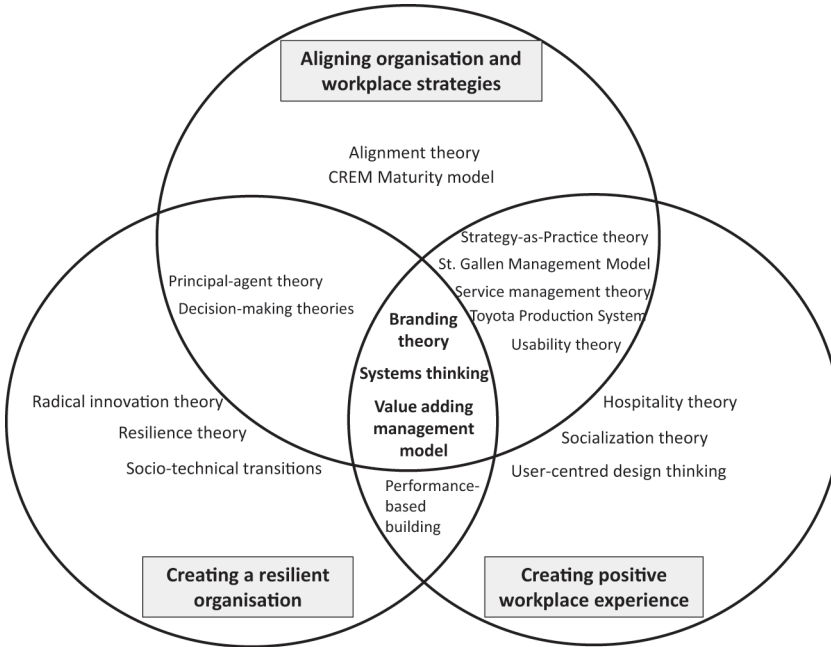 Aligning organisation and
workplace strategies
Alignment theory
CREM Maturity model
Strategy-as-Practice theory
St. Gallen Management Model
Service management theory
Toyota Production System
Usability theory
Principal-agent theory
Decision-making theories
Branding
theory
Systems thinking
Value adding
management
model
Radical innovation theory
Resilience theory
Socio-technical transitions
Hospitality theory
Socialization theory
User-centred design thinking
Performance-
based
building
Creating a resilient
organisation
Creating positive
workplace experience